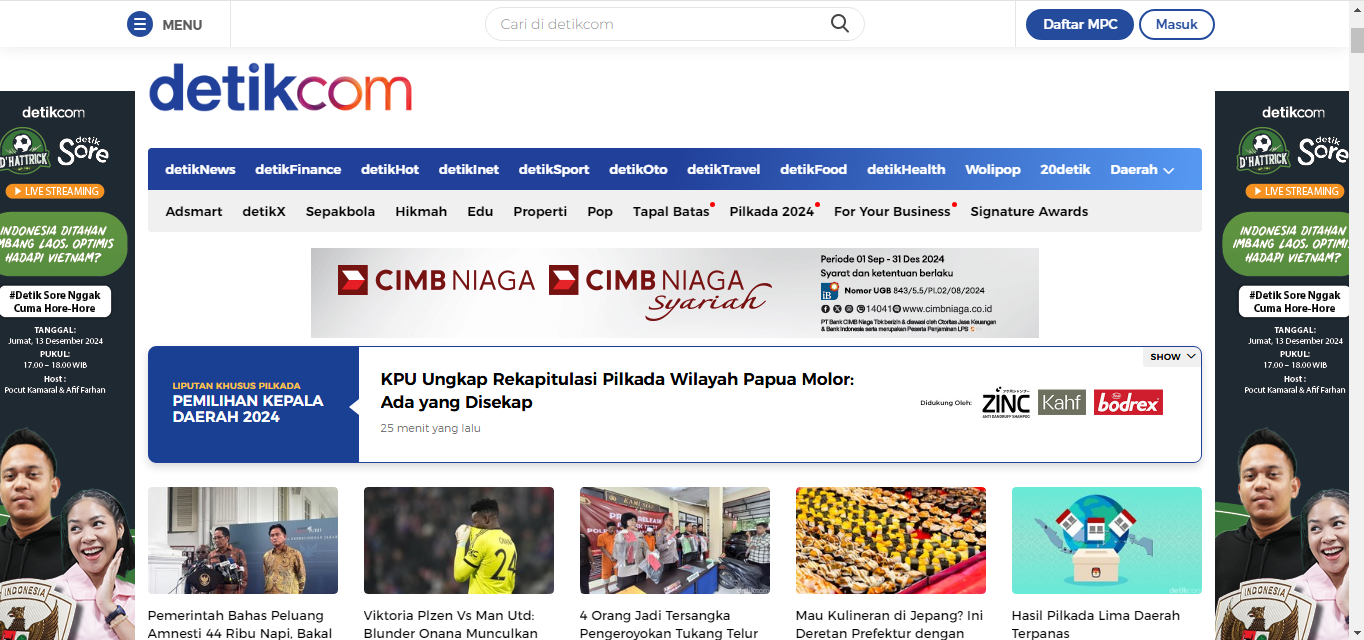 MENU
Cari di detikcom
Daftar MPC
Masuk
detikcom
detikNews detikFinance detikHot detikInet detikSport detikOto detikTravel detikFood detikHealth Wolipop 20detik Daerah
Adsmart detikX Sepakbola Hikmah Edu Properti Pop Tapal Batas Pilkada 2024 For Your Business Signature Awards
detikcom
D'HATTRICK
detik
Sore
LIVE STREAMING
INDONESIA DITAHAN
IMBANG LAOS, OPTIMIS
HADAPI VIETNAM?
#Detik Sore Nggak
Cuma Hore-Hore
TANGGAL:
Jumat, 13 Desember 2024
PUKUL:
17.00 – 18.00 WIB
Host :
Pocut Kamaral & Afif Farhan
INDONESIA
CIMB NIAGA CIMB NIAGA
syariah
Periode 01 Sep - 31 Des 2024
Syarat dan ketentuan berlaku
iB Nomor UGB 843/5.5/PI.02/08/2024
14041 www.cimbniaga.co.id
PT Bank CIMB Niaga Tbk berizin & diawasi oleh Otoritas Jasa Keuangan
& Bank Indonesia serta merupakan Peserta Penjaminan LPS
LIPUTAN KHUSUS PILKADA
PEMILIHAN KEPALA
DAERAH 2024
SHOW
KPU Ungkap Rekapitulasi Pilkada Wilayah Papua Molor:
Ada yang Disekap
25 menit yang lalu
Didukung Oleh:
ZINC
ANTI DANDRUFF SHAMPOO
Kahf
bodrex
24
Pemerintah Bahas Peluang
Amnesti 44 Ribu Napi, Bakal
Viktoria Plzen Vs Man Utd:
Blunder Onana Munculkan
4 Orang Jadi Tersangka
Pengeroyokan Tukang Telur
Mau Kulineran di Jepang? Ini
Deretan Prefektur dengan
Hasil Pilkada Lima Daerah
Terpanas
detikcom
D'HATTRICK
detik
Sore
LIVE STREAMING
INDONESIA DITAHAN
IMBANG LAOS, OPTIMIS
HADAPI VIETNAM?
#Detik Sore Nggak
Cuma Hore-Hore
TANGGAL:
Jumat, 13 Desember 2024
PUKUL:
17.00 – 18.00 WIB
Host :
Pocut Kamaral & Afif Farhan
INDONESIA